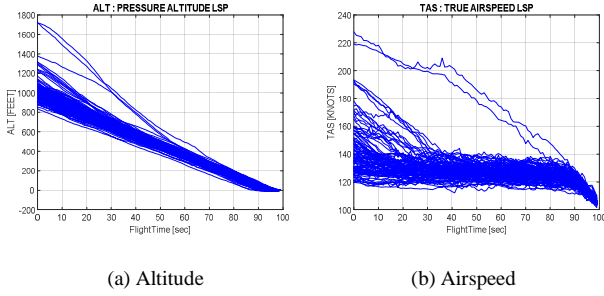 ALT : PRESSURE ALTITUDE LSP
1800
1600
1400
1200
1000
800
600
400
200
0
-200
ALT [FEET]
0 10 20 30 40 50 60 70 80 90 100
FlightTime [sec]
(a) Altitude
TAS : TRUE AIRSPEED LSP
240
220
200
180
160
140
120
100
TAS [KNOTS]
0 10 20 30 40 50 60 70 80 90 100
FlightTime [sec]
(b) Airspeed